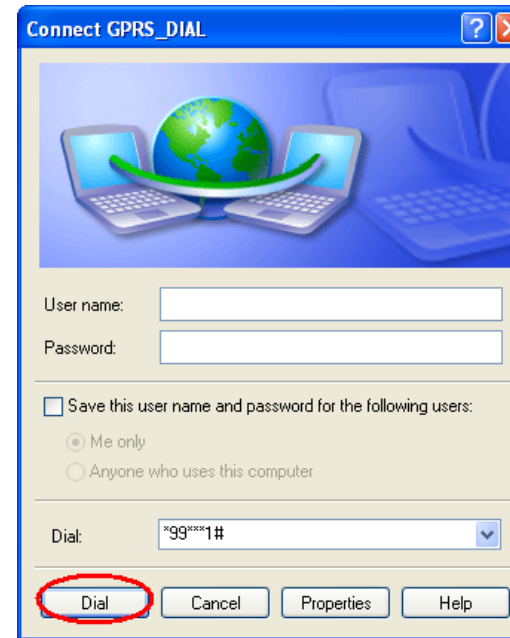 Connect GPRS_DIAL
User name:
Password:
Save this user name and password for the following users:
Me only
Anyone who uses this computer
Dial: *99***1#
Dial Cancel Properties Help